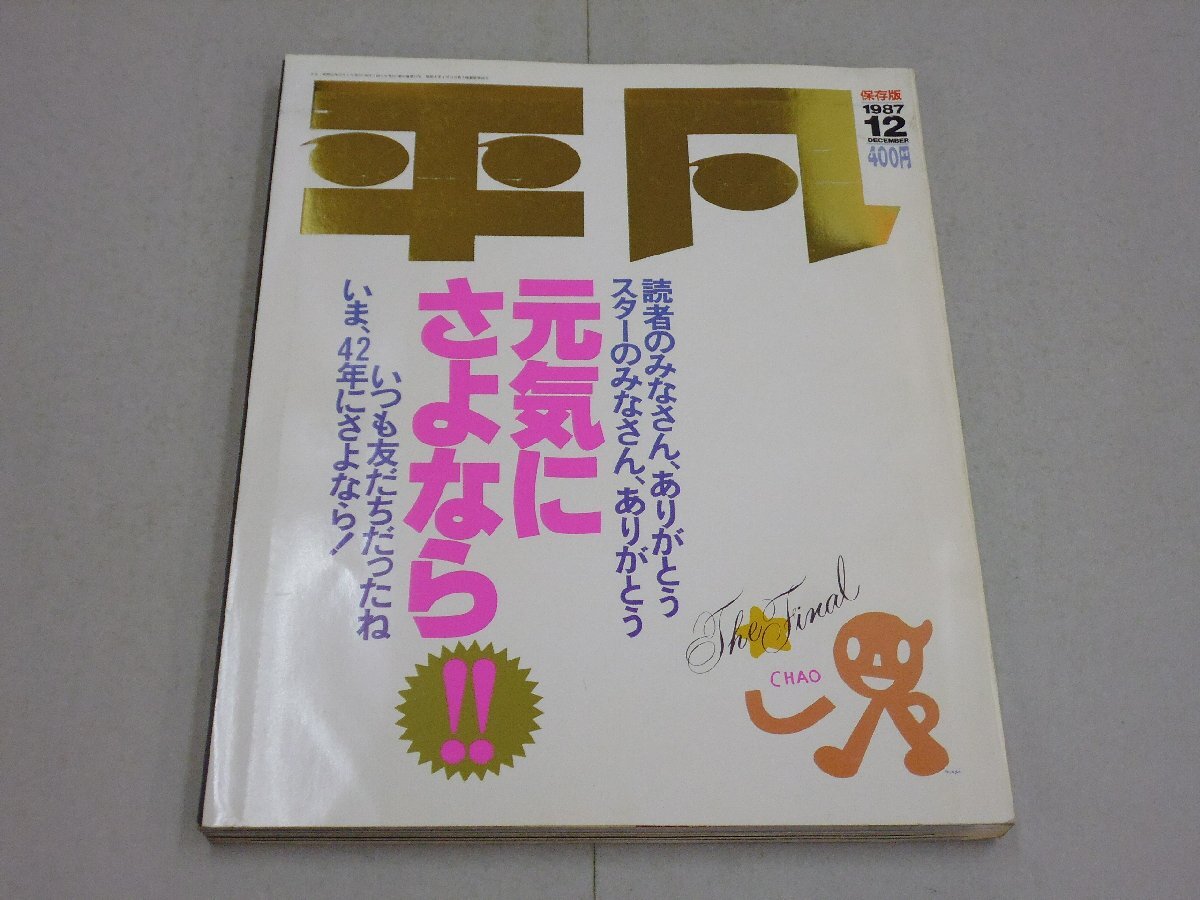 平凡
保存版
1987
12
DECEMBER
400円
読者のみなさん、ありがとう
スターのみなさん、ありがとう
元気に
さよなら
!!
いつも友だちだったね
いま、42年にさよなら!
The Final
CHAO